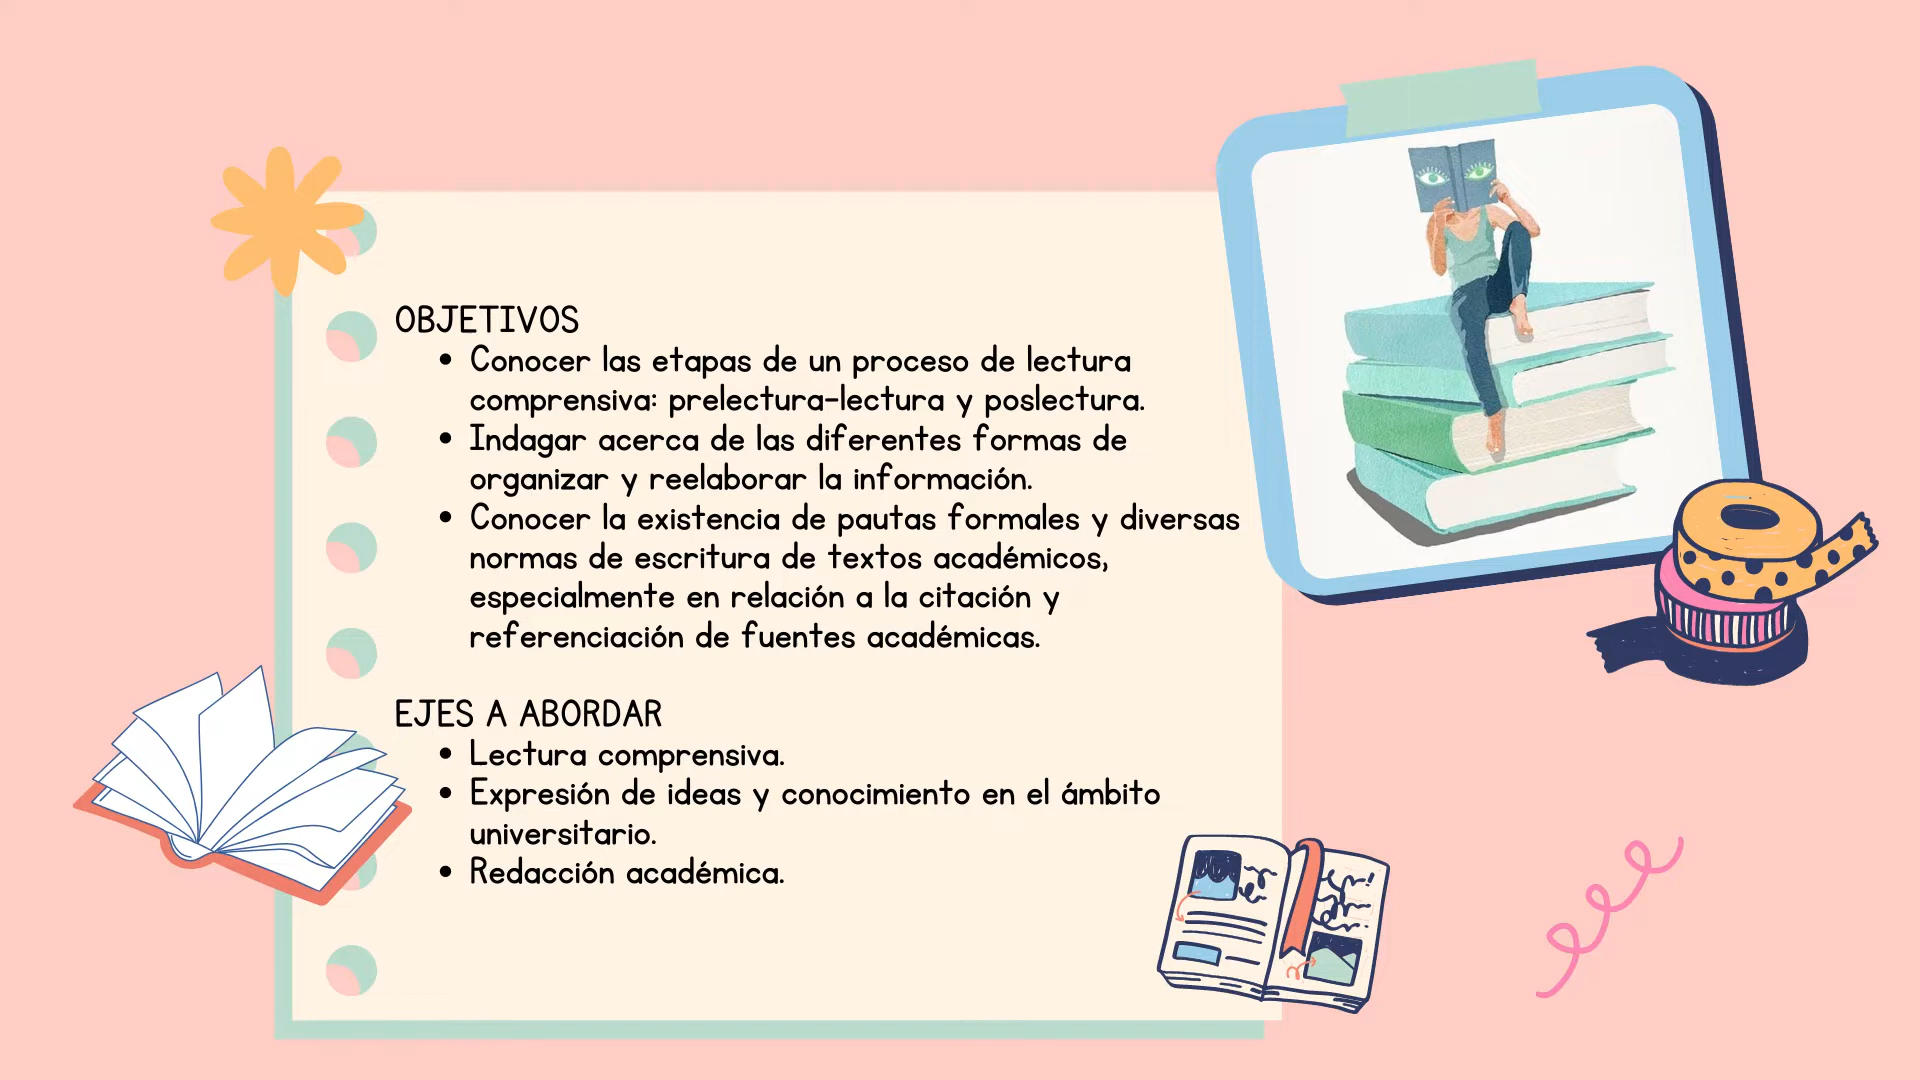 OBJETIVOS
• Conocer las etapas de un proceso de lectura
comprensiva: prelectura-lectura y poslectura.
• Indagar acerca de las diferentes formas de
organizar y reelaborar la información.
• Conocer la existencia de pautas formales y diversas
normas de escritura de textos académicos,
especialmente en relación a la citación y
referenciación de fuentes académicas.
EJES A ABORDAR
• Lectura comprensiva.
• Expresión de ideas y conocimiento en el ámbito
universitario.
• Redacción académica.